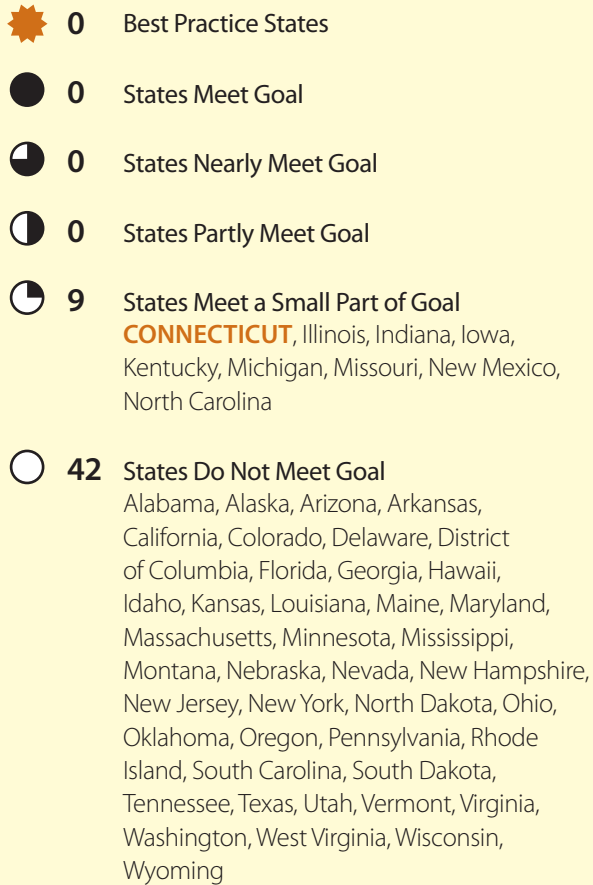 0 Best Practice States
0 States Meet Goal
0 States Nearly Meet Goal
0 States Partly Meet Goal
9 States Meet a Small Part of Goal
CONNECTICUT, Illinois, Indiana, Iowa,
Kentucky, Michigan, Missouri, New Mexico,
North Carolina
42 States Do Not Meet Goal
Alabama, Alaska, Arizona, Arkansas,
California, Colorado, Delaware, District
of Columbia, Florida, Georgia, Hawaii,
Idaho, Kansas, Louisiana, Maine, Maryland,
Massachusetts, Minnesota, Mississippi,
Montana, Nebraska, Nevada, New Hampshire,
New Jersey, New York, North Dakota, Ohio,
Oklahoma, Oregon, Pennsylvania, Rhode
Island, South Carolina, South Dakota,
Tennessee, Texas, Utah, Vermont, Virginia,
Washington, West Virginia, Wisconsin,
Wyoming